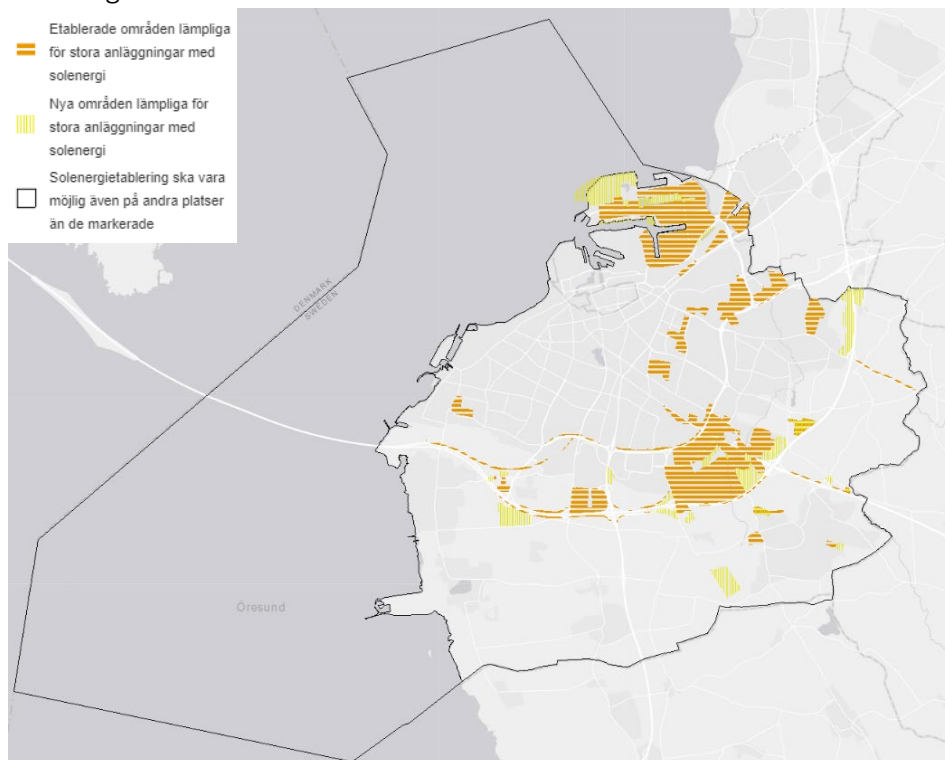 Etablerade områden lämpliga
för stora anläggningar med
solenergi
Nya områden lämpliga för
stora anläggningar med
solenergi
Solenergietablering ska vara
möjlig även på andra platser
än de markerade
DENMARK
SWEDEN
Öresund